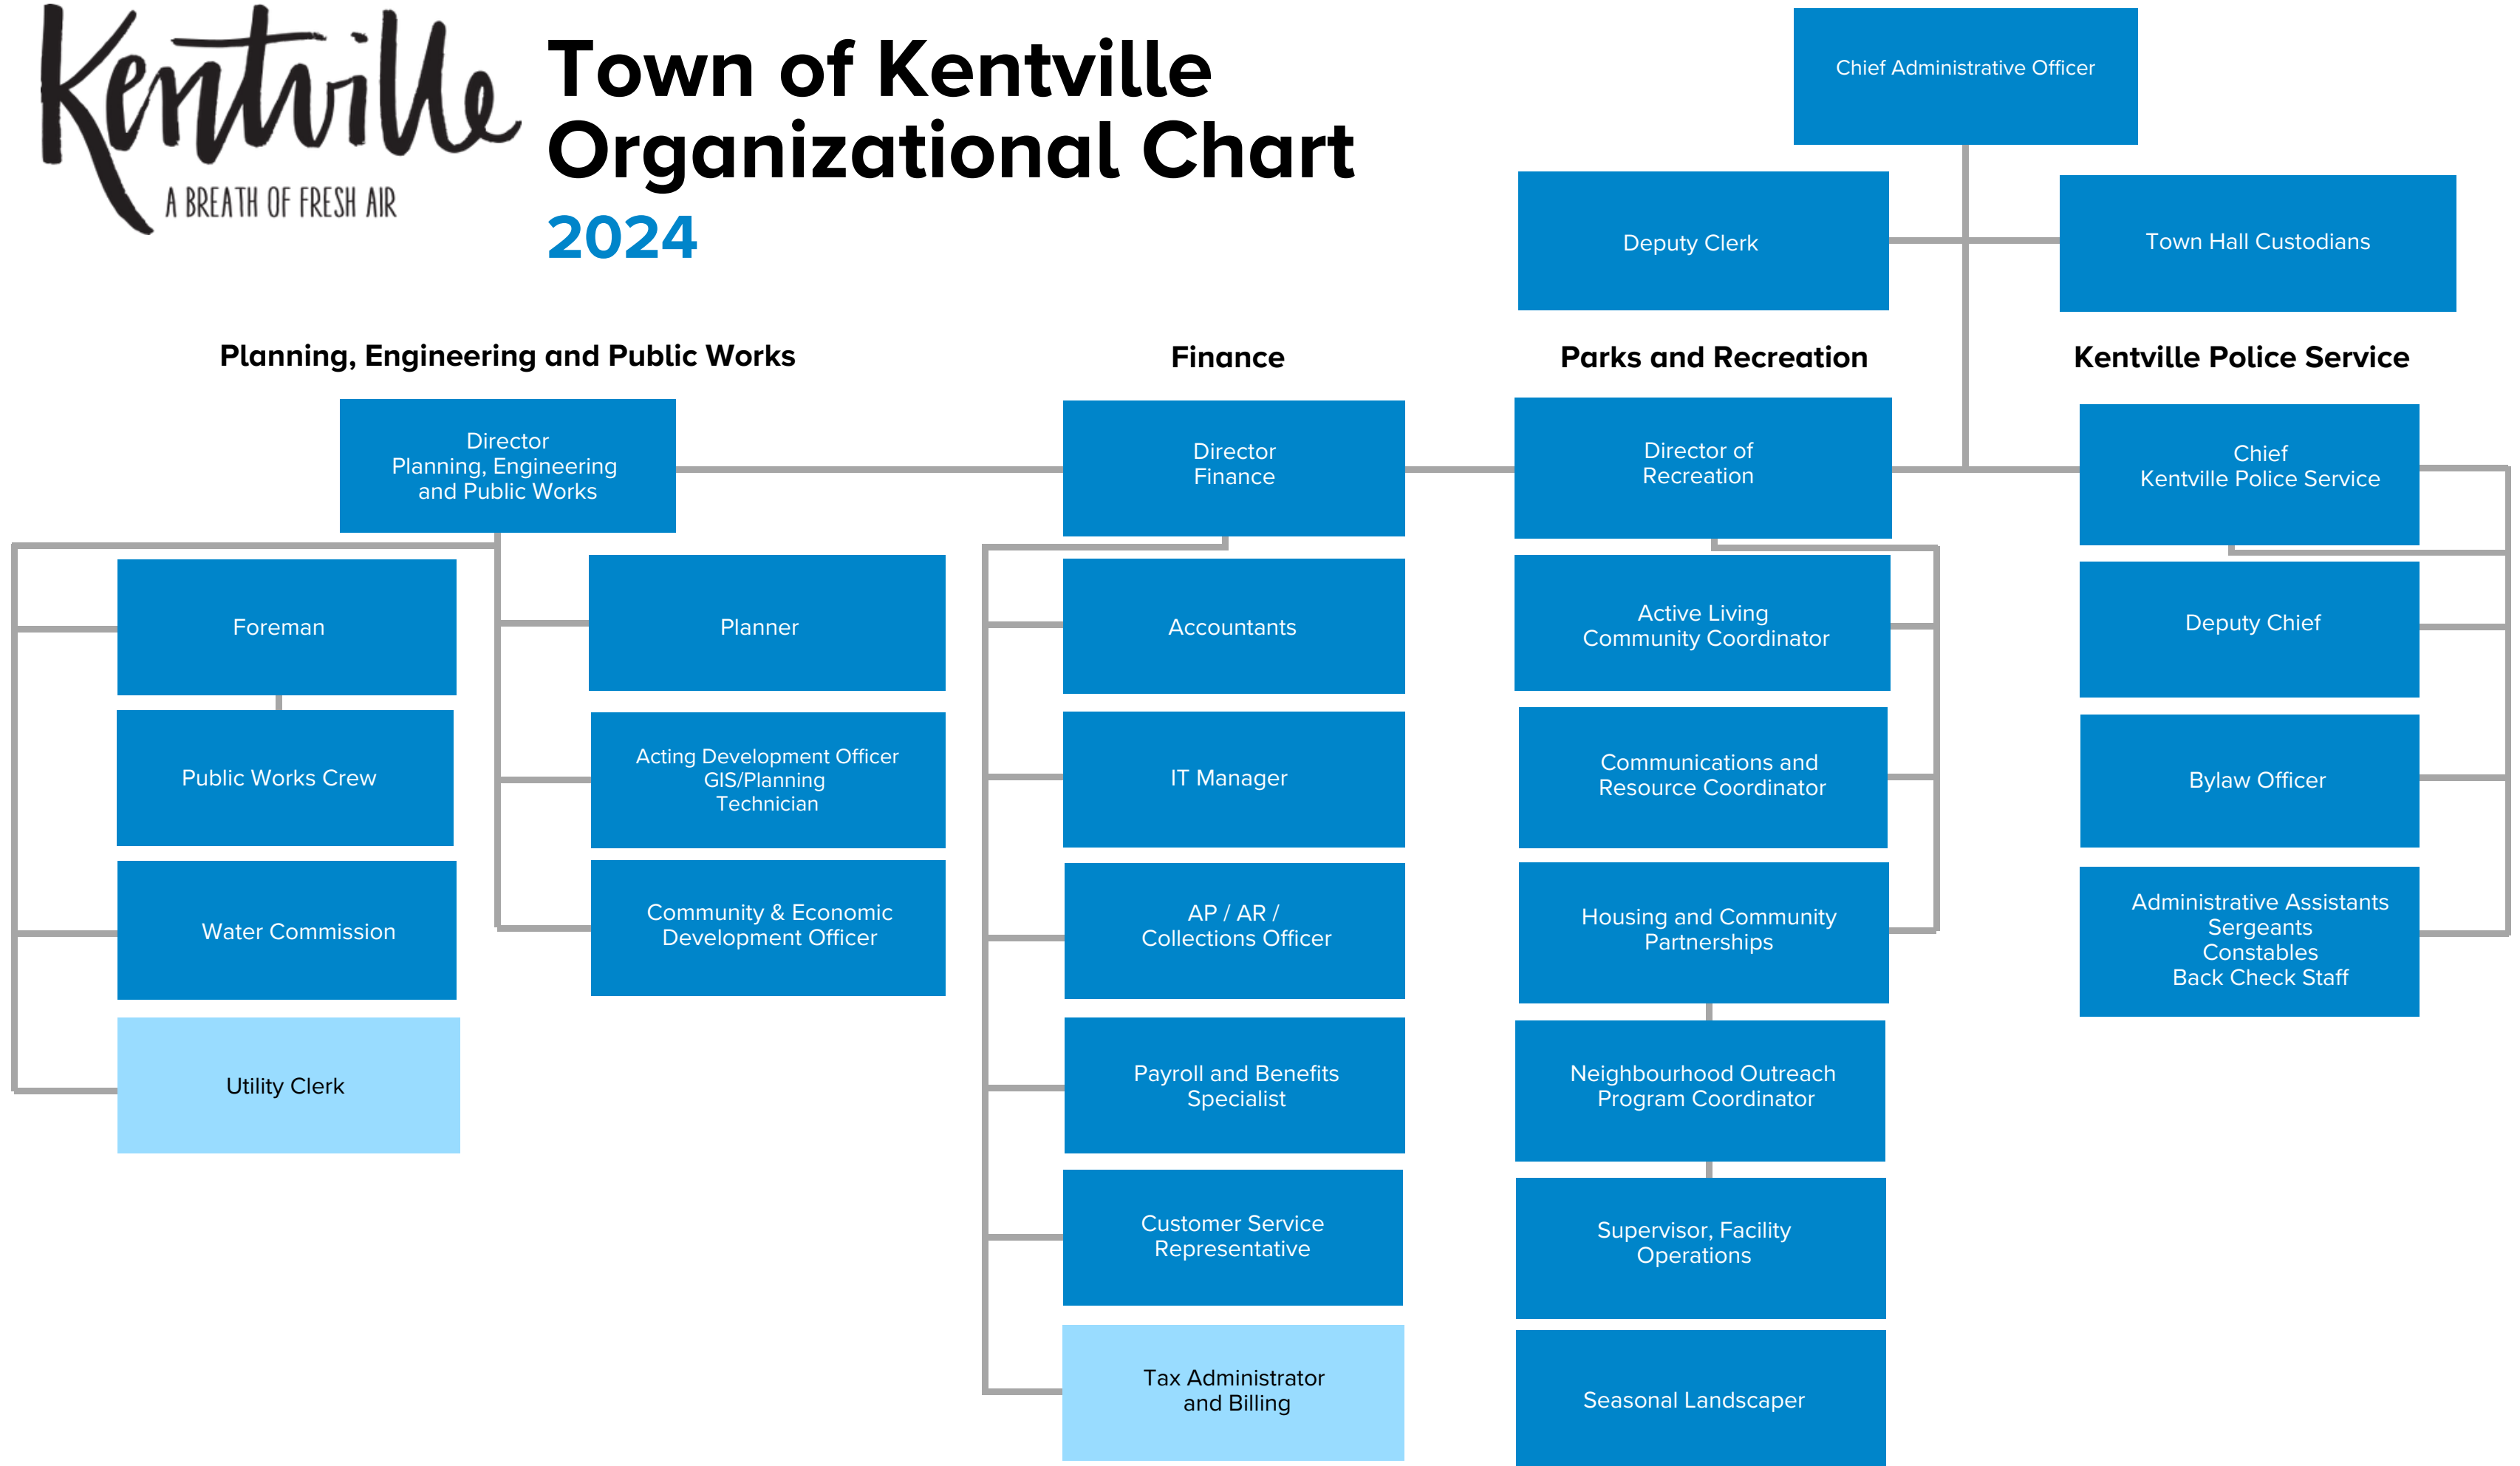 Kentville
A BREATH OF FRESH AIR
Town of Kentville
Organizational Chart
2024
Chief Administrative Officer
Deputy Clerk
Town Hall Custodians
Planning, Engineering and Public Works
Director
Planning, Engineering
and Public Works
Foreman
Public Works Crew
Water Commission
Utility Clerk
Planner
Acting Development Officer
GIS/Planning
Technician
Community & Economic
Development Officer
Finance
Director
Finance
Accountants
IT Manager
AP / AR /
Collections Officer
Payroll and Benefits
Specialist
Customer Service
Representative
Tax Administrator
and Billing
Parks and Recreation
Director of
Recreation
Active Living
Community Coordinator
Communications and
Resource Coordinator
Housing and Community
Partnerships
Neighbourhood Outreach
Program Coordinator
Supervisor, Facility
Operations
Seasonal Landscaper
Kentville Police Service
Chief
Kentville Police Service
Deputy Chief
Bylaw Officer
Administrative Assistants
Sergeants
Constables
Back Check Staff